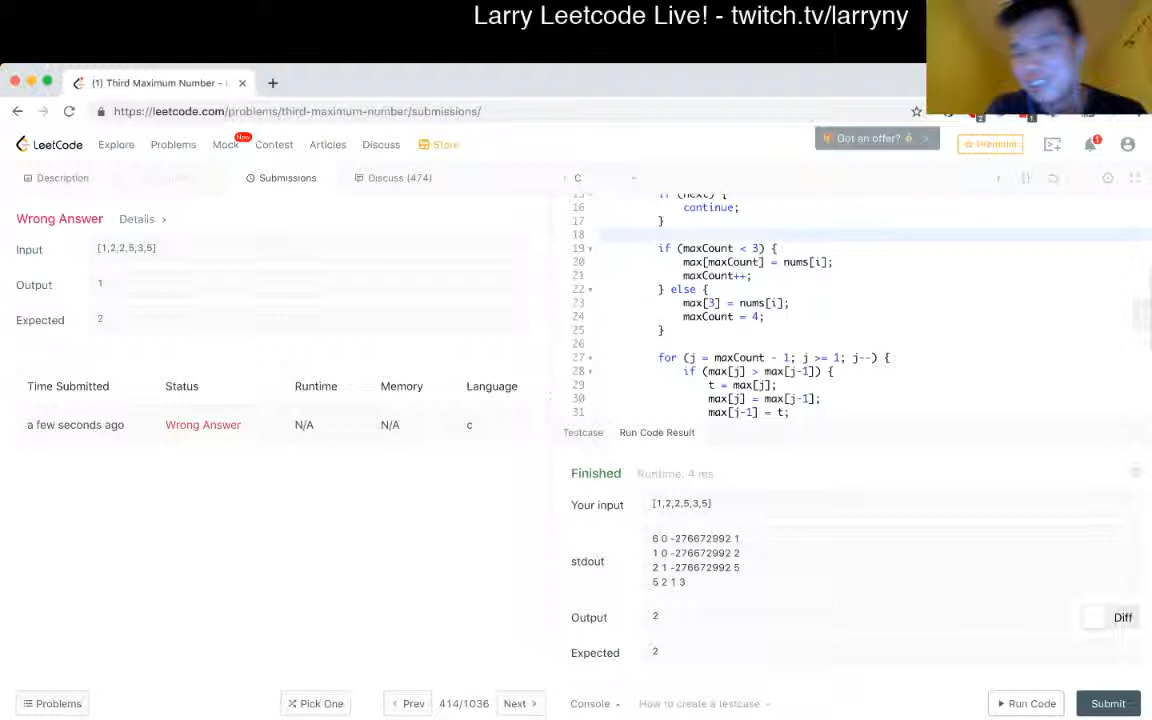 Larry Leetcode Live! - twitch.tv/larryny
(1) Third Maximum Number -
https://leetcode.com/problems/third-maximum-number/submissions/
LeetCode Explore Problems Mock New Contest Articles Discuss Store Got an offer? Premium 1
Description Submissions Discuss (474) C
Wrong Answer Details >
Input [1,2,2,5,3,5]
Output 1
Expected 2
Time Submitted Status Runtime Memory Language
a few seconds ago Wrong Answer N/A N/A c
if (next) {
16 continue;
17 }
18
19 if (maxCount < 3) {
20 max[maxCount] = nums[i];
21 maxCount++;
22 } else {
23 max[3] = nums[i];
24 maxCount = 4;
25 }
26
27 for (j = maxCount - 1; j >= 1; j--) {
28 if (max[j] > max[j-1]) {
29 t = max[j];
30 max[j] = max[j-1];
31 max[j-1] = t;
Testcase Run Code Result
Finished Runtime: 4 ms
Your input [1,2,2,5,3,5]
stdout
6 0 -276672992 1
1 0 -276672992 2
2 1 -276672992 5
5 2 1 3
Output 2
Diff
Expected 2
Problems Pick One < Prev 414/1036 Next > Console How to create a testcase Run Code Submit